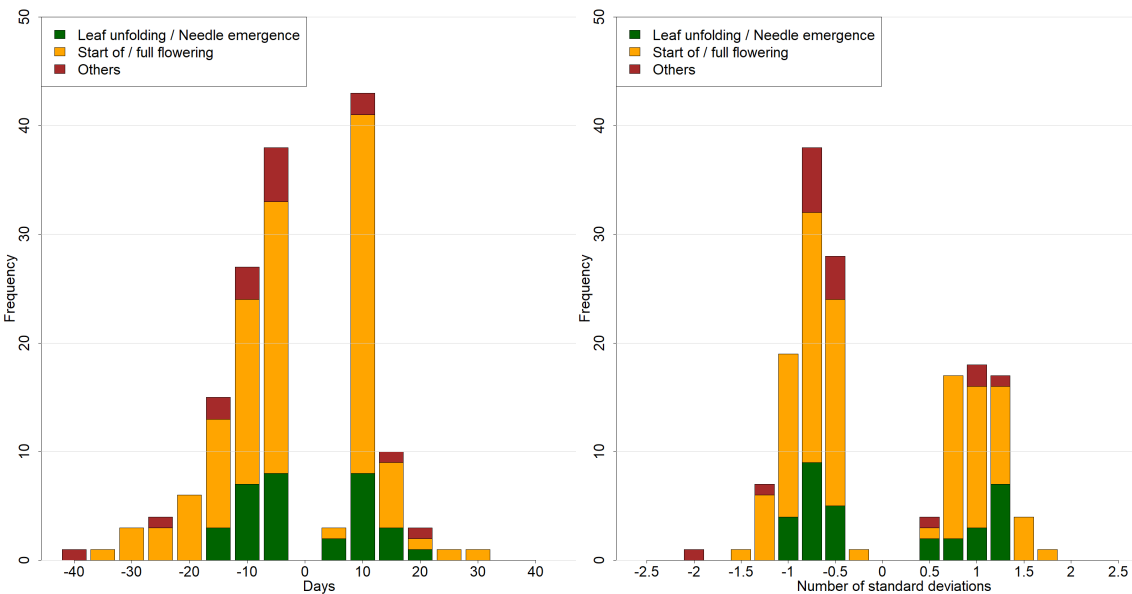 Leaf unfolding / Needle emergence
Start of / full flowering
Others
Frequency
50
40
30
20
10
0
-40 -30 -20 -10 0 10 20 30 40
Days
Leaf unfolding / Needle emergence
Start of / full flowering
Others
Frequency
50
40
30
20
10
0
-2.5 -2 -1.5 -1 -0.5 0 0.5 1 1.5 2 2.5
Number of standard deviations